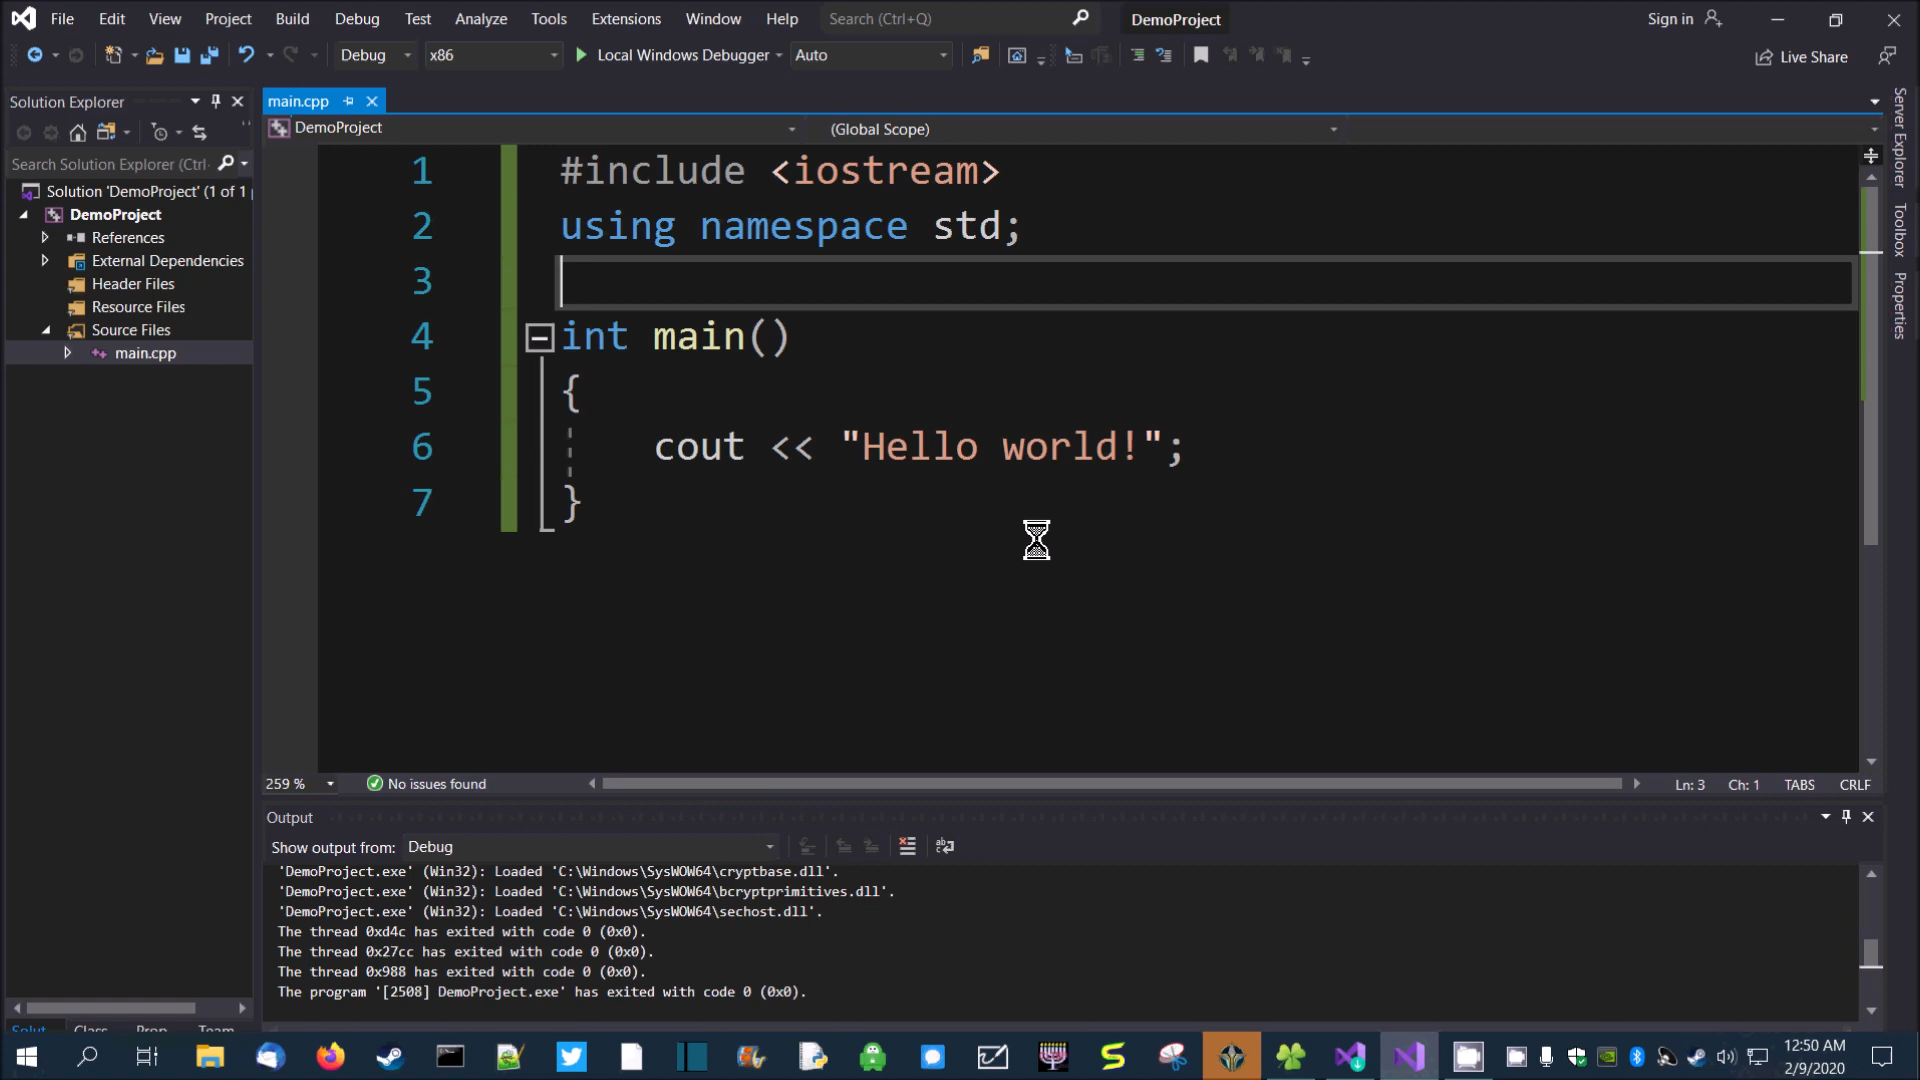 File Edit View Project Build Debug Test Analyze Tools Extensions Window Help Search (Ctrl+Q) DemoProject Sign in
Debug x86 Local Windows Debugger Auto Live Share
Solution Explorer
Search Solution Explorer (Ctrl
Solution 'DemoProject' (1 of 1
DemoProject
References
External Dependencies
Header Files
Resource Files
Source Files
main.cpp
main.cpp
DemoProject (Global Scope)
1 #include <iostream>
2 using namespace std;
3
4 int main()
5 {
6 cout << "Hello world!";
7 }
259 % No issues found Ln: 3 Ch: 1 TABS CRLF
Output
Show output from: Debug
'DemoProject.exe' (Win32): Loaded 'C:\Windows\SysWOW64\cryptbase.dll'.
'DemoProject.exe' (Win32): Loaded 'C:\Windows\SysWOW64\bcryptprimitives.dll'.
'DemoProject.exe' (Win32): Loaded 'C:\Windows\SysWOW64\sechost.dll'.
The thread 0xd4c has exited with code 0 (0x0).
The thread 0x27cc has exited with code 0 (0x0).
The thread 0x988 has exited with code 0 (0x0).
The program '[2508] DemoProject.exe' has exited with code 0 (0x0).
Solut... Class... Prop... Team...
Server Explorer
Toolbox
Properties
12:50 AM
2/9/2020